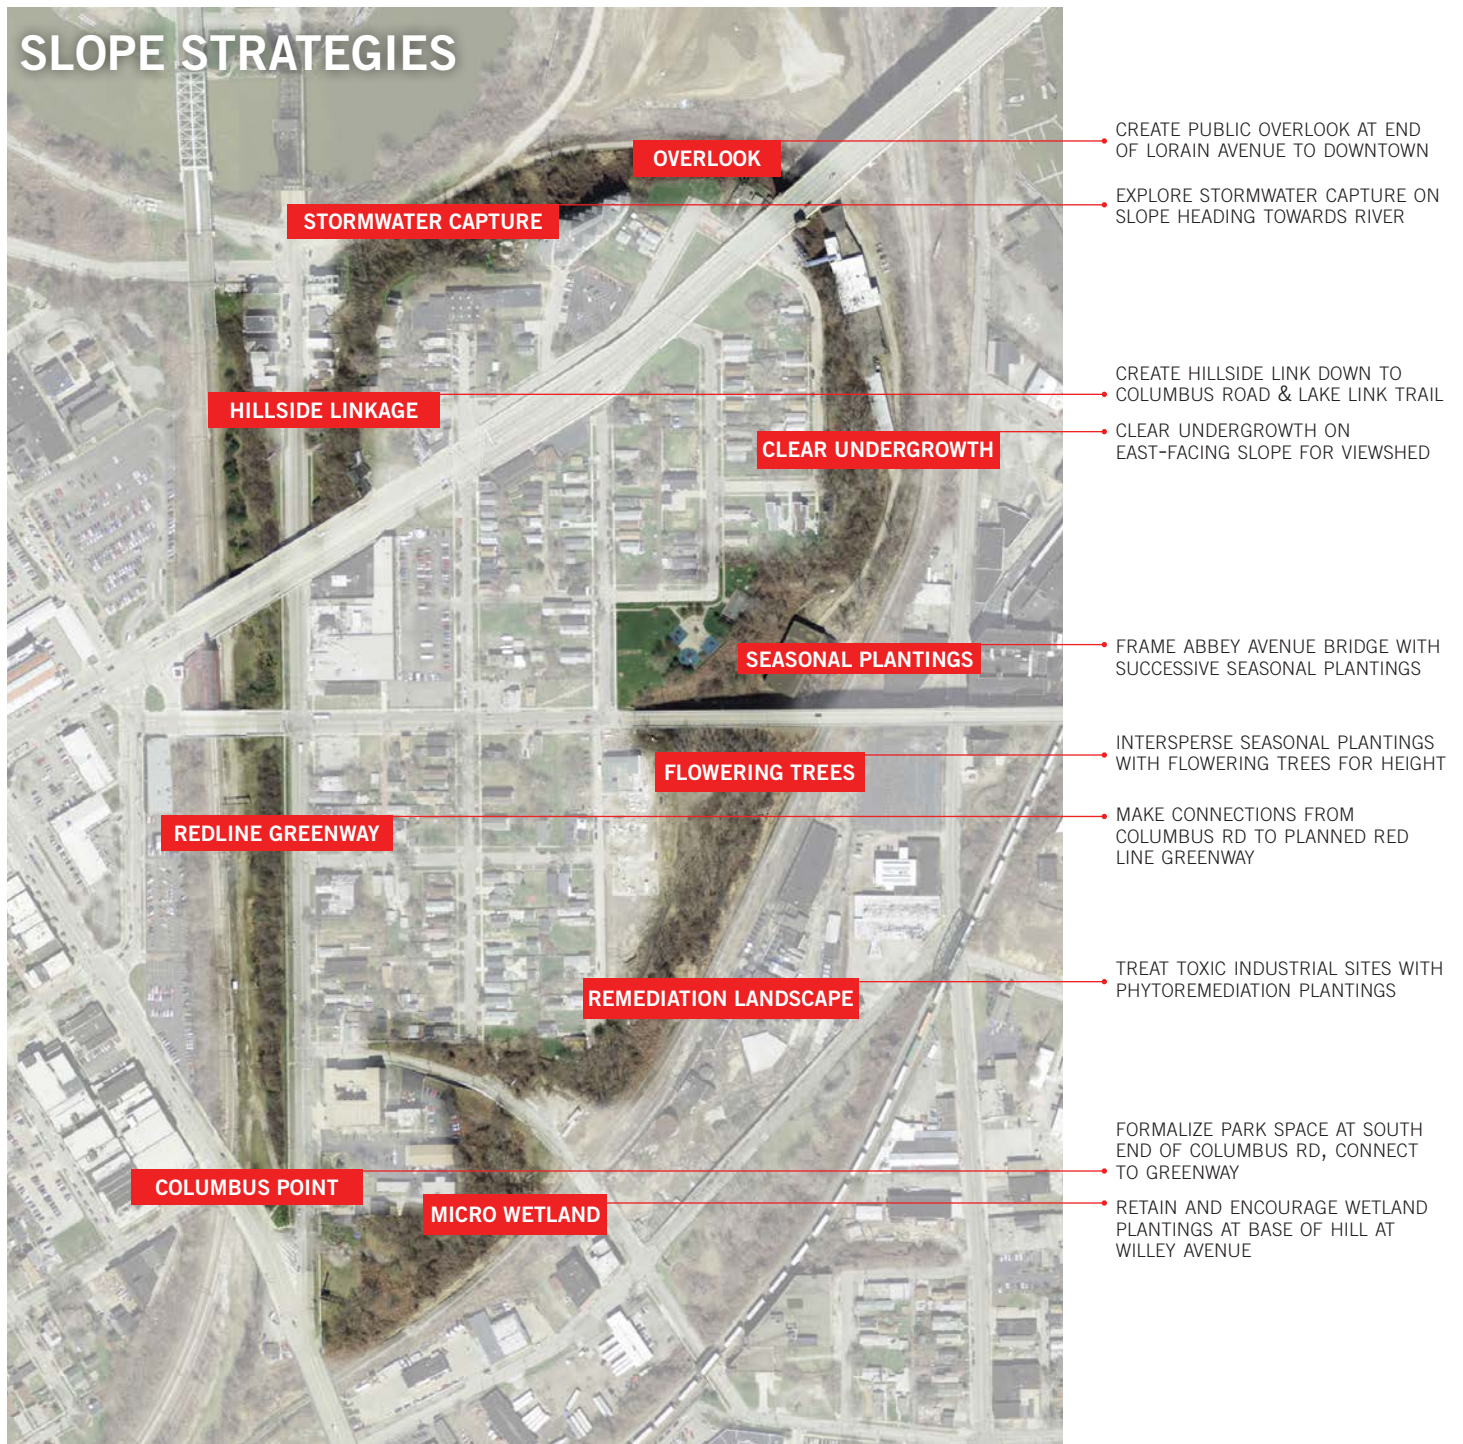 SLOPE STRATEGIES
OVERLOOK
CREATE PUBLIC OVERLOOK AT END
OF LORAIN AVENUE TO DOWNTOWN
STORMWATER CAPTURE
EXPLORE STORMWATER CAPTURE ON
SLOPE HEADING TOWARDS RIVER
HILLSIDE LINKAGE
CREATE HILLSIDE LINK DOWN TO
COLUMBUS ROAD & LAKE LINK TRAIL
CLEAR UNDERGROWTH
CLEAR UNDERGROWTH ON
EAST-FACING SLOPE FOR VIEWSHED
SEASONAL PLANTINGS
FRAME ABBEY AVENUE BRIDGE WITH
SUCCESSIVE SEASONAL PLANTINGS
FLOWERING TREES
INTERSPERSE SEASONAL PLANTINGS
WITH FLOWERING TREES FOR HEIGHT
REDLINE GREENWAY
MAKE CONNECTIONS FROM
COLUMBUS RD TO PLANNED RED
LINE GREENWAY
REMEDIATION LANDSCAPE
TREAT TOXIC INDUSTRIAL SITES WITH
PHYTOREMEDIATION PLANTINGS
COLUMBUS POINT
FORMALIZE PARK SPACE AT SOUTH
END OF COLUMBUS RD, CONNECT
TO GREENWAY
MICRO WETLAND
RETAIN AND ENCOURAGE WETLAND
PLANTINGS AT BASE OF HILL AT
WILLEY AVENUE